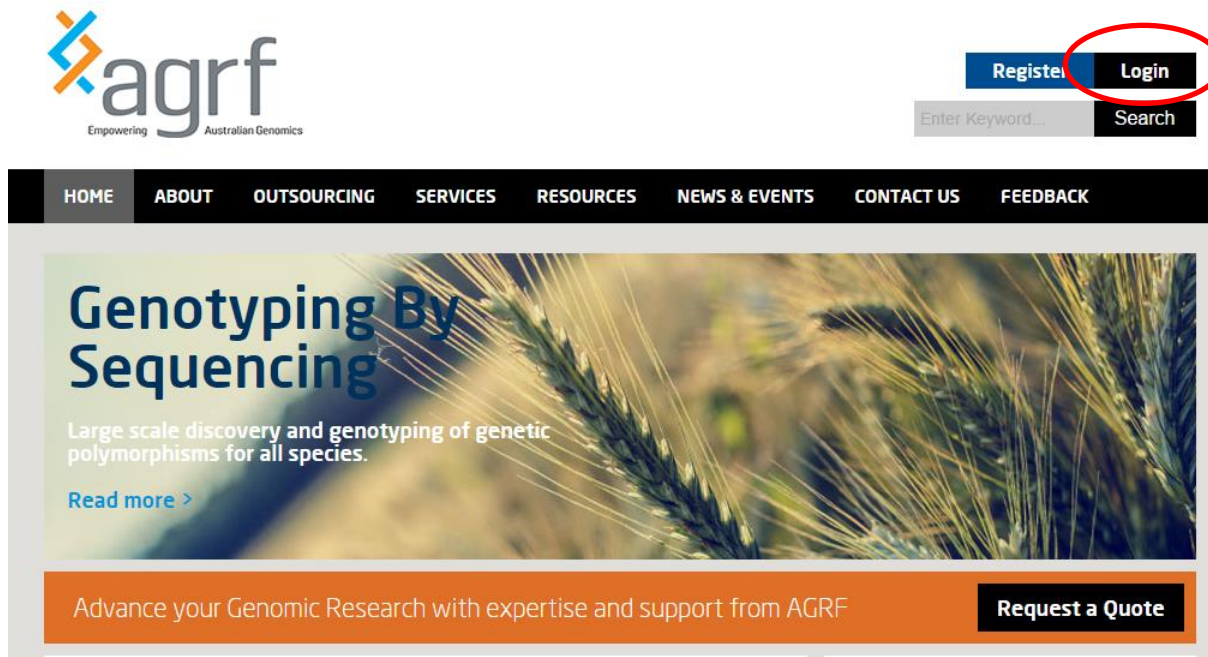 agrf
Empowering Australian Genomics
Register Login
Enter Keyword... Search
HOME ABOUT OUTSOURCING SERVICES RESOURCES NEWS & EVENTS CONTACT US FEEDBACK
Genotyping By
Sequencing
Large scale discovery and genotyping of genetic
polymorphisms for all species.
Read more >
Advance your Genomic Research with expertise and support from AGRF
Request a Quote